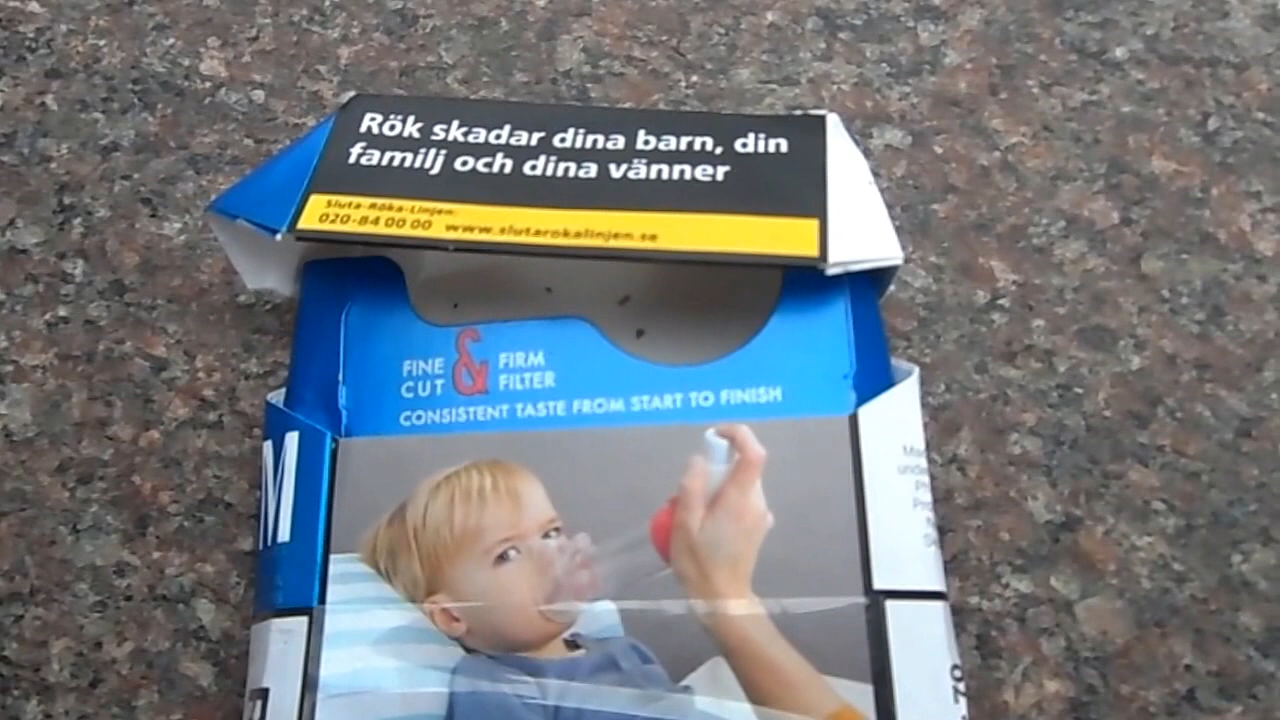 Rök skadar dina barn, din
familj och dina vänner
Sluta-Röka-Linjen:
020-84 00 00 www.slutarokalinjen.se
FINE CUT & FIRM FILTER
CONSISTENT TASTE FROM START TO FINISH
M
78